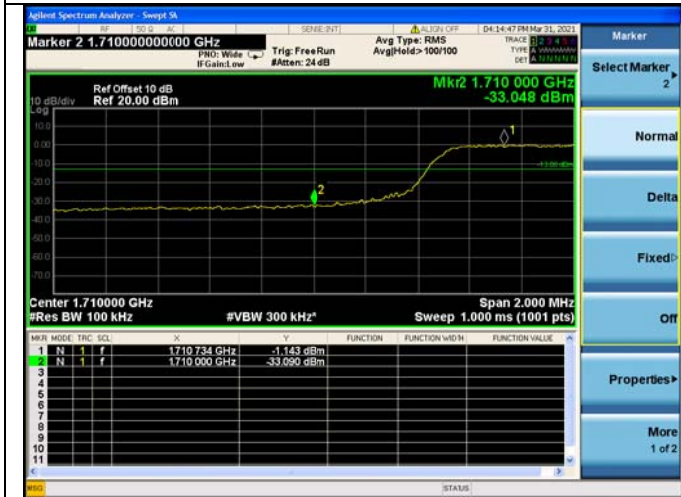 Agilent Spectrum Analyzer - Swept SA
RF 50 Ω AC SENSE:INT ALIGN OFF 04:14:47 PM Mar 31, 2021
Marker 2 1.710000000000 GHz
PNO: Wide
IFGain:Low
Trig: Free Run
#Atten: 24 dB
Avg Type: RMS
Avg|Hold>100/100
TRACE 1 2 3 4 5 6
TYPE A WWWWW
DET A N N N N N
Ref Offset 10 dB
Ref 20.00 dBm
10 dB/div
Log
Mkr2 1.710 000 GHz
-33.048 dBm
10.0
0.00
-10.0
-20.0
-30.0
-40.0
-50.0
-60.0
-70.0
1
-13.00 dBm
2
Center 1.710000 GHz
Span 2.000 MHz
#Res BW 100 kHz
#VBW 300 kHz*
Sweep 1.000 ms (1001 pts)
MKR MODE TRC SCL X Y FUNCTION FUNCTION WIDTH FUNCTION VALUE
1 N 1 f 1.710 734 GHz -1.143 dBm
2 N 1 f 1.710 000 GHz -33.090 dBm
3
4
5
6
7
8
9
10
11
MSG
STATUS
Marker
Select Marker
2
Normal
Delta
Fixed
Off
Properties
More
1 of 2